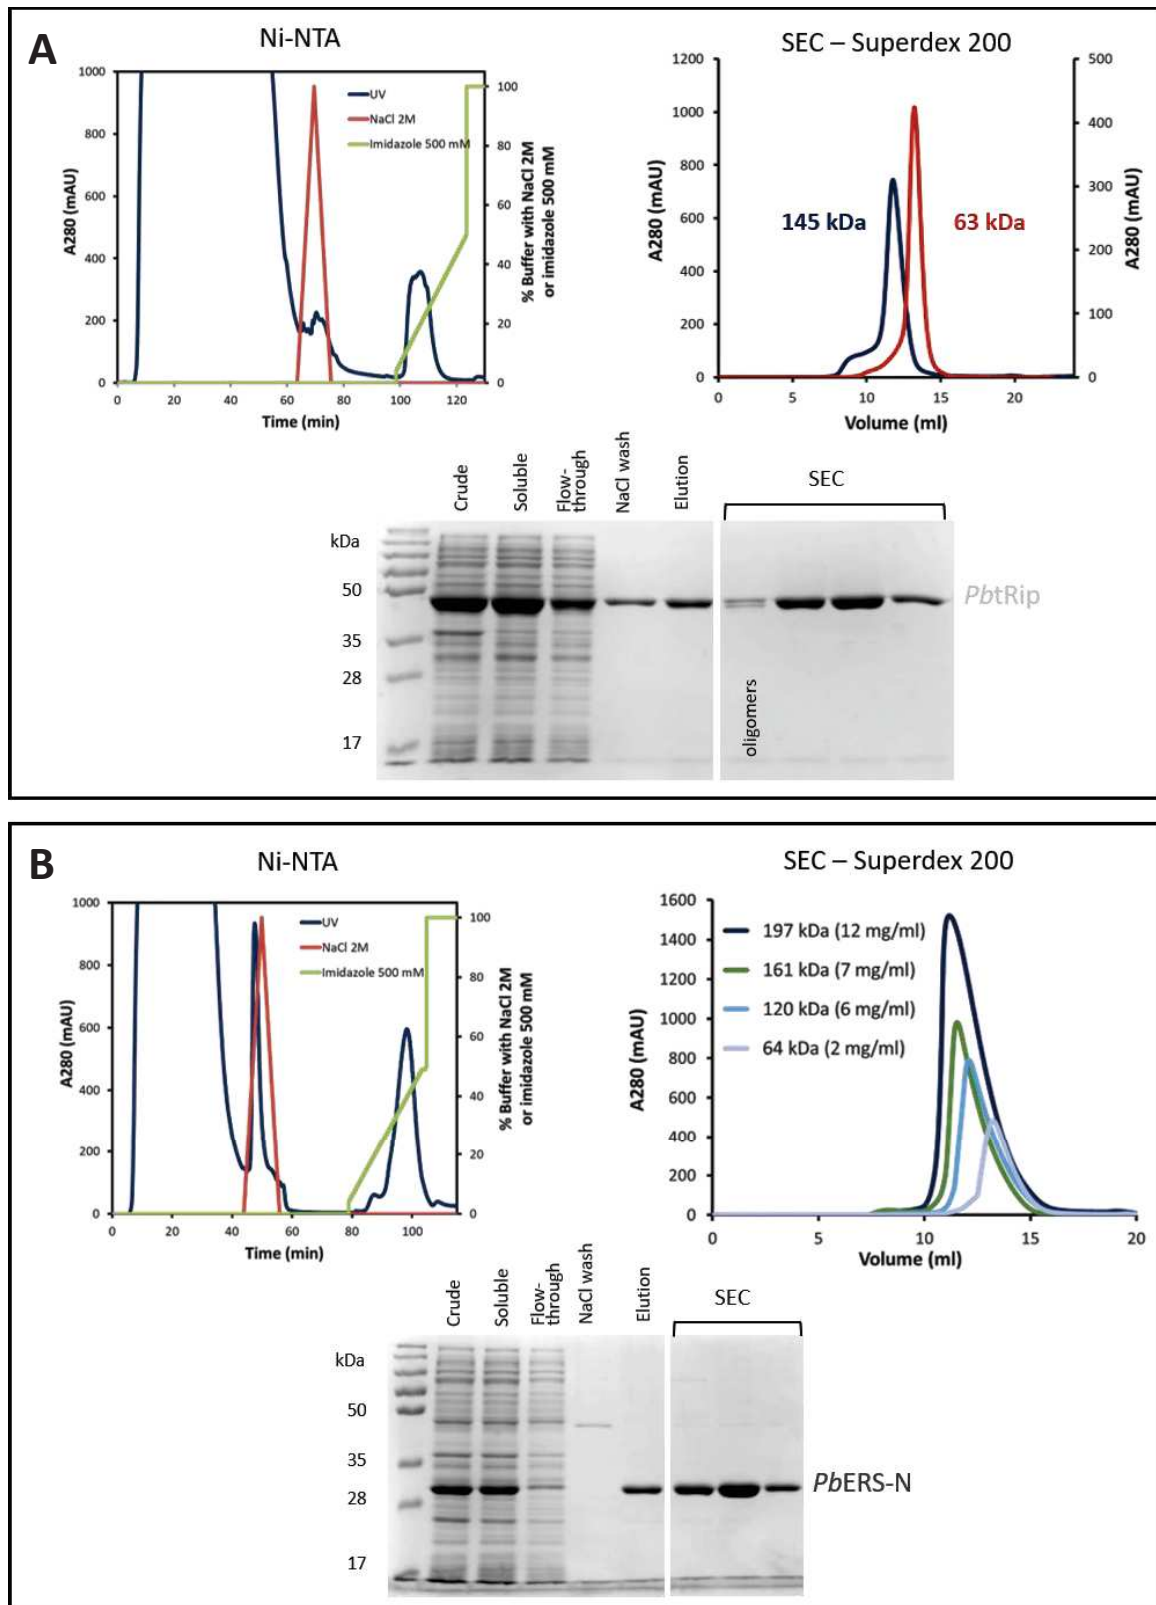 A
Ni-NTA
1000
800
600
400
200
0
A280 (mAU)
UV
NaCl 2M
Imidazole 500 mM
100
80
60
40
20
0
% Buffer with NaCl 2M
or imidazole 500 mM
0 20 40 60 80 100 120
Time (min)
SEC – Superdex 200
1200
1000
800
600
400
200
0
A280 (mAU)
145 kDa
63 kDa
500
400
300
200
100
0
A280 (mAU)
0 5 10 15 20
Volume (ml)
Crude
Soluble
Flow-
through
NaCl wash
Elution
SEC
kDa
50
35
28
17
oligomers
PbtRip
B
Ni-NTA
1000
800
600
400
200
0
A280 (mAU)
UV
NaCl 2M
Imidazole 500 mM
100
80
60
40
20
0
% Buffer with NaCl 2M
or imidazole 500 mM
0 20 40 60 80 100
Time (min)
SEC – Superdex 200
1600
1400
1200
1000
800
600
400
200
0
A280 (mAU)
197 kDa (12 mg/ml)
161 kDa (7 mg/ml)
120 kDa (6 mg/ml)
64 kDa (2 mg/ml)
0 5 10 15 20
Volume (ml)
Crude
Soluble
Flow-
through
NaCl wash
Elution
SEC
kDa
50
35
28
17
PbERS-N